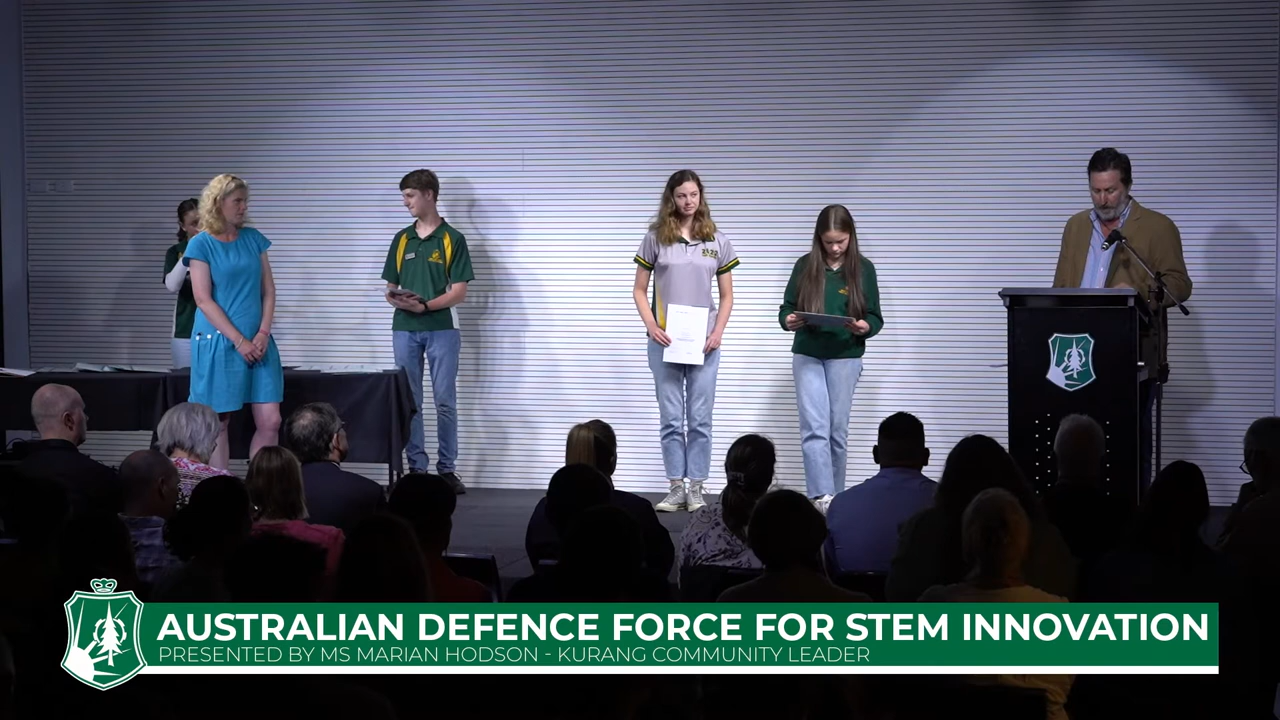 AUSTRALIAN DEFENCE FORCE FOR STEM INNOVATION
PRESENTED BY MS MARIAN HODSON - KURANG COMMUNITY LEADER